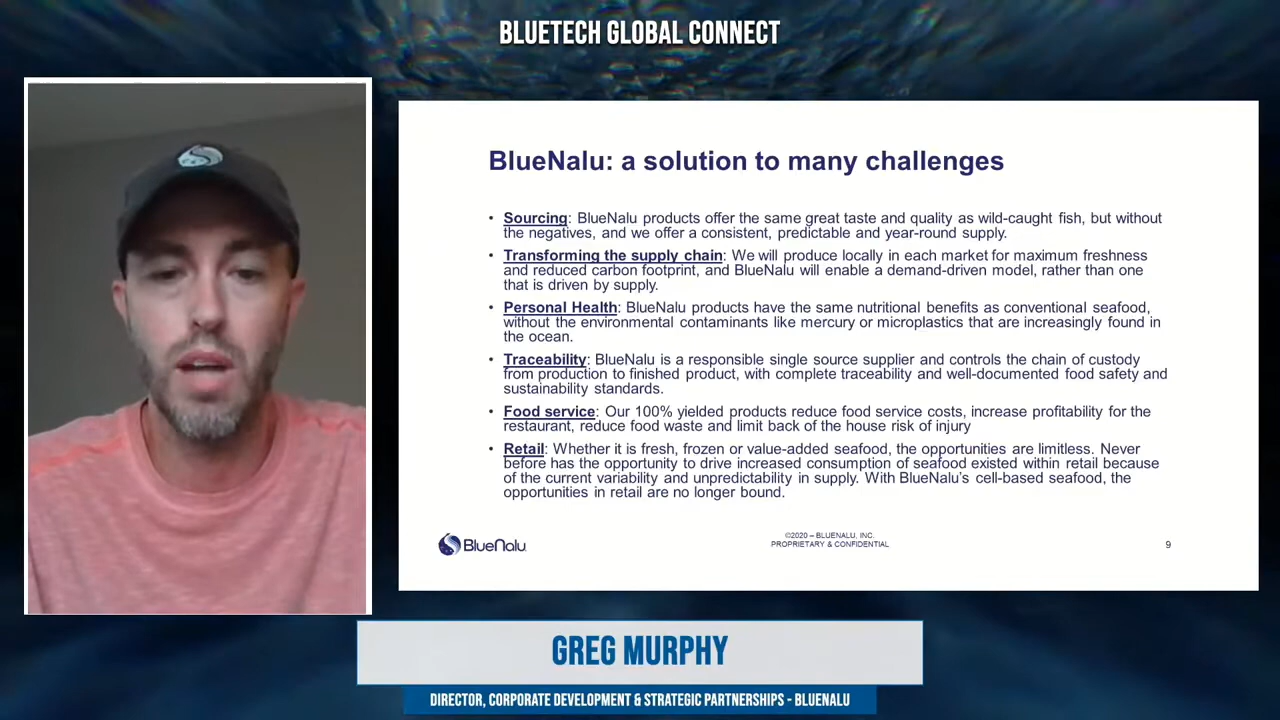 BLUETECH GLOBAL CONNECT
BlueNalu: a solution to many challenges
• Sourcing: BlueNalu products offer the same great taste and quality as wild-caught fish, but without
the negatives, and we offer a consistent, predictable and year-round supply.
• Transforming the supply chain: We will produce locally in each market for maximum freshness
and reduced carbon footprint, and BlueNalu will enable a demand-driven model, rather than one
that is driven by supply.
• Personal Health: BlueNalu products have the same nutritional benefits as conventional seafood,
without the environmental contaminants like mercury or microplastics that are increasingly found in
the ocean.
• Traceability: BlueNalu is a responsible single source supplier and controls the chain of custody
from production to finished product, with complete traceability and well-documented food safety and
sustainability standards.
• Food service: Our 100% yielded products reduce food service costs, increase profitability for the
restaurant, reduce food waste and limit back of the house risk of injury
• Retail: Whether it is fresh, frozen or value-added seafood, the opportunities are limitless. Never
before has the opportunity to drive increased consumption of seafood existed within retail because
of the current variability and unpredictability in supply. With BlueNalu's cell-based seafood, the
opportunities in retail are no longer bound.
BlueNalu
©2020 – BLUENALU, INC.
PROPRIETARY & CONFIDENTIAL
9
GREG MURPHY
DIRECTOR, CORPORATE DEVELOPMENT & STRATEGIC PARTNERSHIPS - BLUENALU